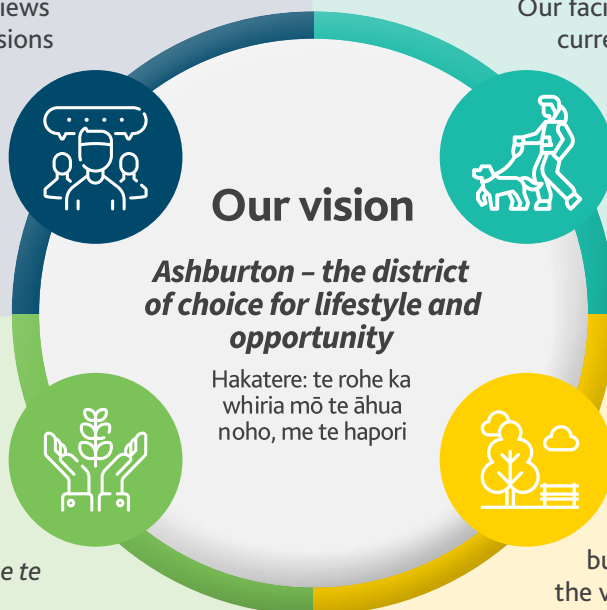 iews
sions
Our faci
curre
Our vision
Ashburton – the district
of choice for lifestyle and
opportunity
Hakatere: te rohe ka
whiria mō te āhua
noho, me te hapori
e te
bu
the v